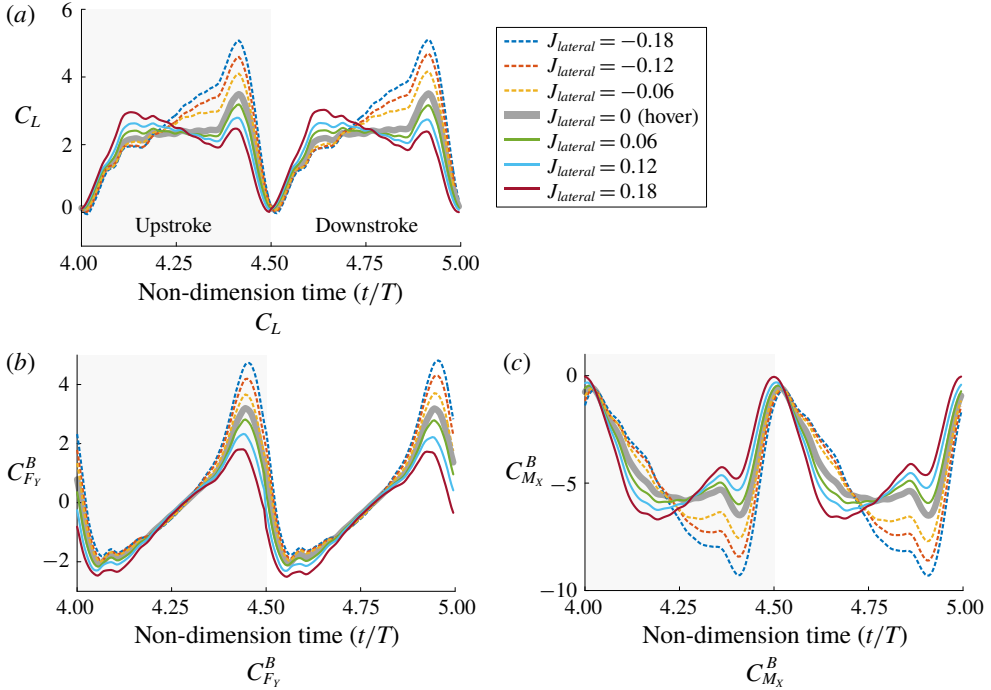 (a)
6
4
2
0
C_L
Upstroke
Downstroke
4.00 4.25 4.50 4.75 5.00
Non-dimension time (t/T)
C_L
J_lateral = −0.18
J_lateral = −0.12
J_lateral = −0.06
J_lateral = 0 (hover)
J_lateral = 0.06
J_lateral = 0.12
J_lateral = 0.18
(b)
4
2
0
−2
C^B_{F_Y}
4.00 4.25 4.50 4.75 5.00
Non-dimension time (t/T)
C^B_{F_Y}
(c)
0
−5
−10
C^B_{M_X}
4.00 4.25 4.50 4.75 5.00
Non-dimension time (t/T)
C^B_{M_X}